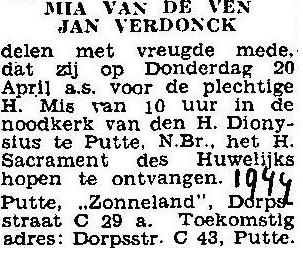 MIA VAN DE VEN
JAN VERDONCK
delen met vreugde mede,
dat zij op Donderdag 20
April a.s. voor de plechtige
H. Mis van 10 uur in de
noodkerk van den H. Diony-
sius te Putte, N.Br., het H.
Sacrament des Huwelijks
hopen te ontvangen. 1944
Putte, „Zonneland", Dorps
straat C 29 a. Toekomstig
adres: Dorpsstr. C 43, Putte.